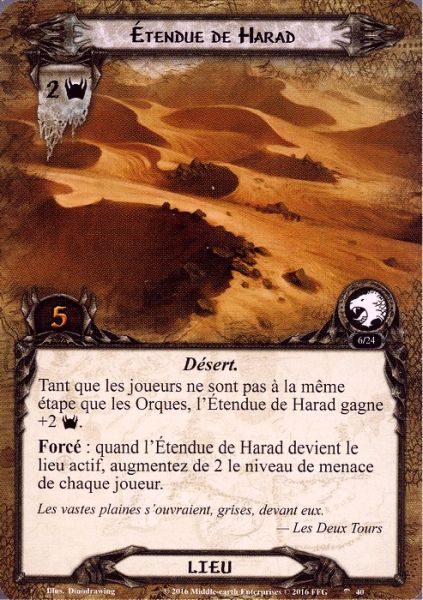 Étendue de Harad
2
5
6/24
Désert.
Tant que les joueurs ne sont pas à la même
étape que les Orques, l'Étendue de Harad gagne
+2
Forcé : quand l'Étendue de Harad devient le
lieu actif, augmentez de 2 le niveau de menace
de chaque joueur.
Les vastes plaines s'ouvraient, grises, devant eux.
— Les Deux Tours
LIEU
Illus. Dinodrawing © 2016 Middle-earth Enterprises © 2016 FFG 40